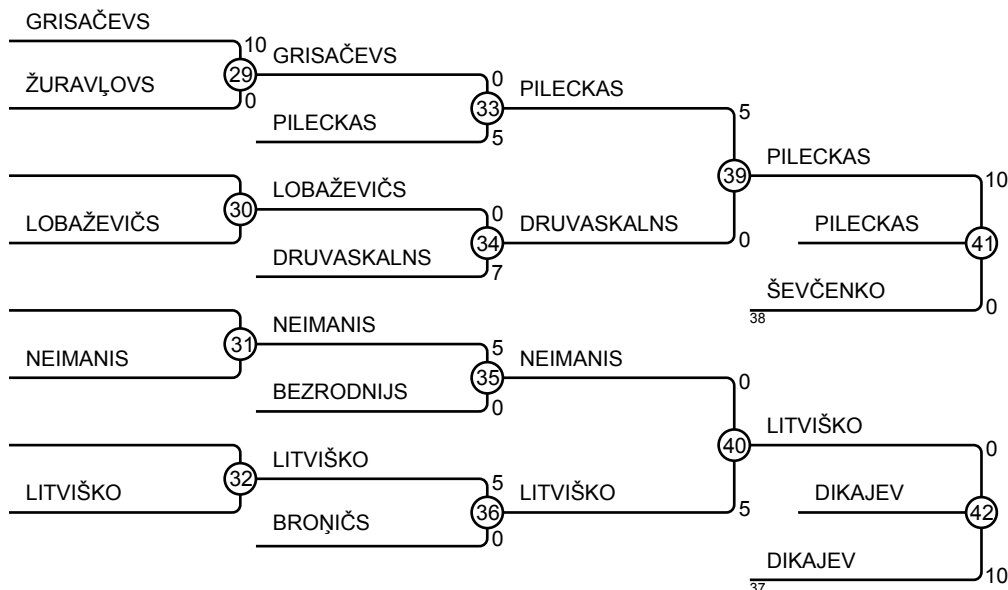 GRISAČEVS
10
29
GRISAČEVS
ŽURAVĻOVS
0
0
33
PILECKAS
PILECKAS
5
5
39
PILECKAS
10
30
LOBAŽEVIČS
LOBAŽEVIČS
0
34
DRUVASKALNS
0
PILECKAS
41
DRUVASKALNS
7
ŠEVČENKO
0
38
31
NEIMANIS
5
NEIMANIS
35
NEIMANIS
0
BEZRODNIJS
0
40
LITVIŠKO
0
32
LITVIŠKO
5
LITVIŠKO
36
LITVIŠKO
5
DIKAJEV
42
BROŅIČS
0
DIKAJEV
10
37